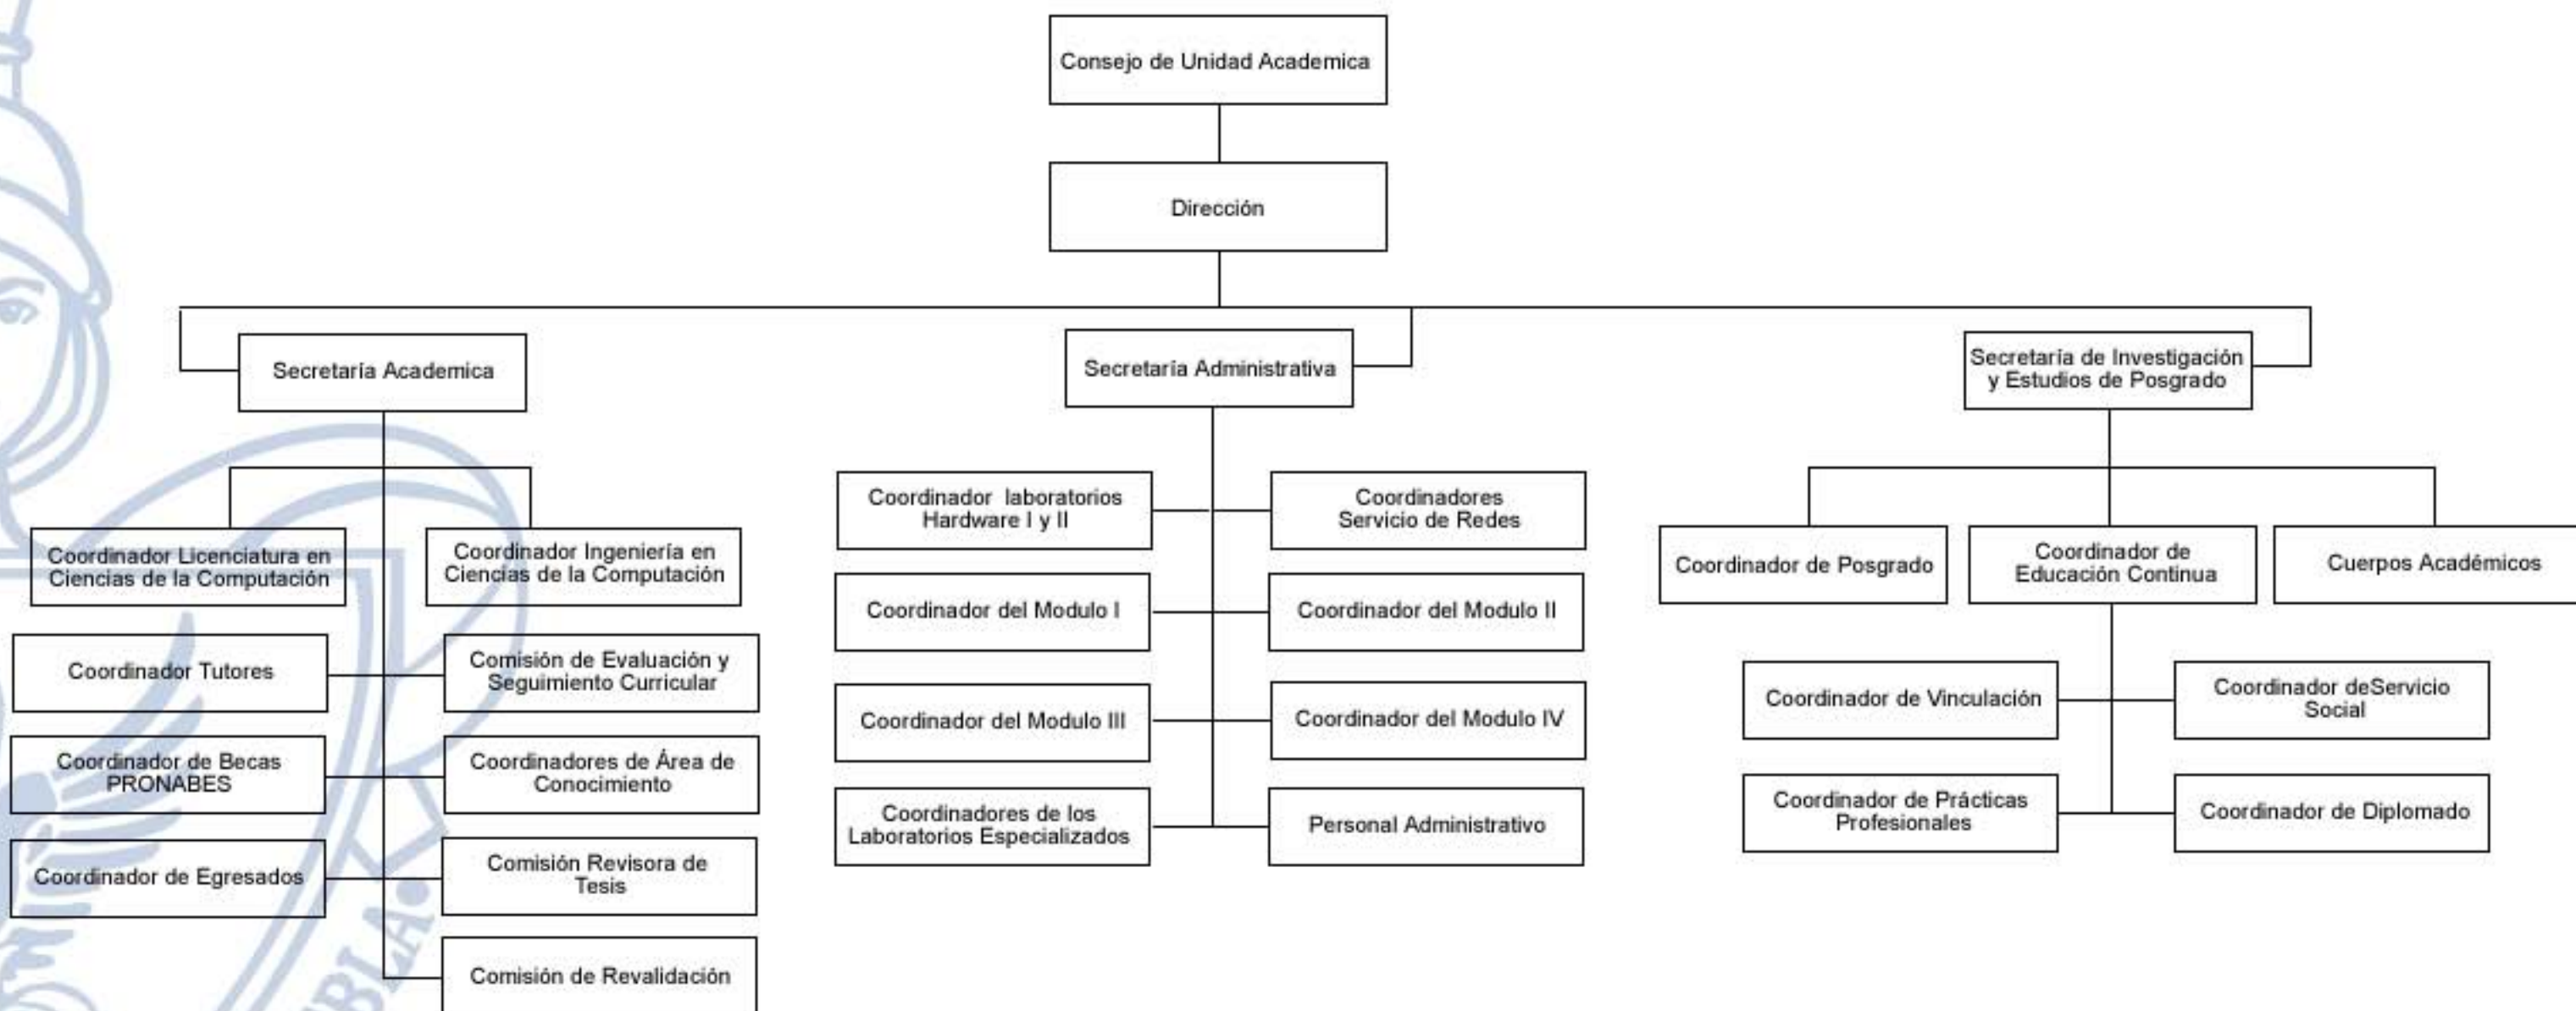 Consejo de Unidad Academica
Dirección
Secretaría Academica
Secretaría Administrativa
Secretaría de Investigación
y Estudios de Posgrado
Coordinador Licenciatura en
Ciencias de la Computación
Coordinador Ingeniería en
Ciencias de la Computación
Coordinador Tutores
Comisión de Evaluación y
Seguimiento Curricular
Coordinador de Becas
PRONABES
Coordinadores de Área de
Conocimiento
Coordinador de Egresados
Comisión Revisora de
Tesis
Comisión de Revalidación
Coordinador laboratorios
Hardware I y II
Coordinadores
Servicio de Redes
Coordinador del Modulo I
Coordinador del Modulo II
Coordinador del Modulo III
Coordinador del Modulo IV
Coordinadores de los
Laboratorios Especializados
Personal Administrativo
Coordinador de Posgrado
Coordinador de
Educación Continua
Cuerpos Académicos
Coordinador de Vinculación
Coordinador deServicio
Social
Coordinador de Prácticas
Profesionales
Coordinador de Diplomado